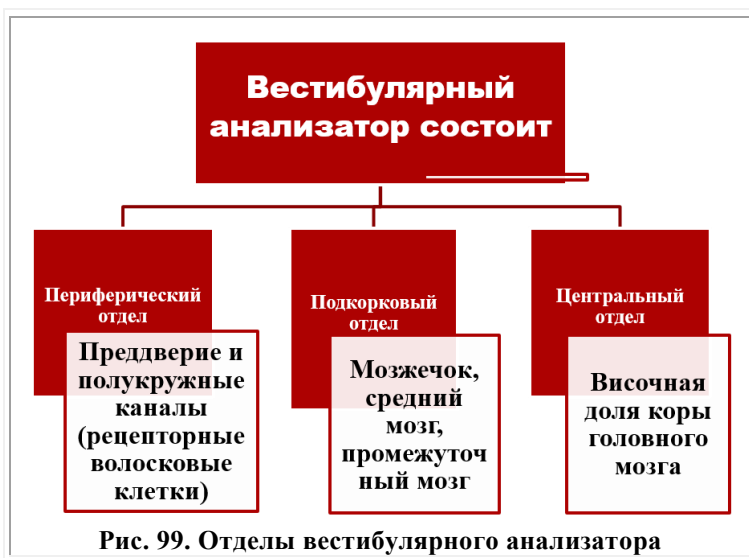 Вестибулярный
анализатор состоит
Периферический
отдел
Преддверие и
полукружные
каналы
(рецепторные
волосковые
клетки)
Подкорковый
отдел
Мозжечок,
средний
мозг,
промежуточ
ный мозг
Центральный
отдел
Височная
доля коры
головного
мозга
Рис. 99. Отделы вестибулярного анализатора